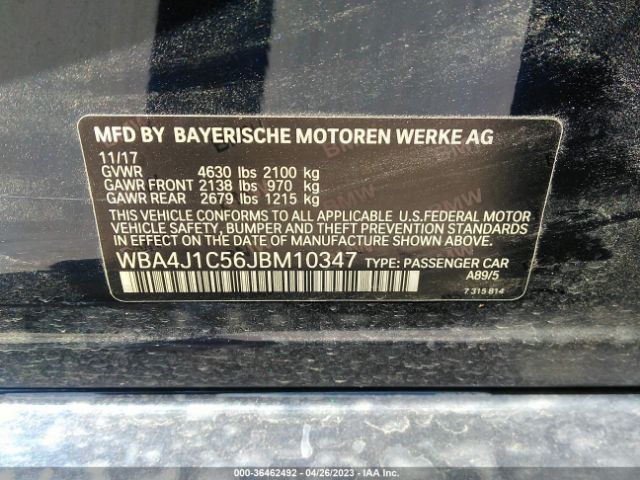 MFD BY BAYERISCHE MOTOREN WERKE AG
11/17
GVWR 4630 lbs 2100 kg
GAWR FRONT 2138 lbs 970 kg
GAWR REAR 2679 lbs 1215 kg
THIS VEHICLE CONFORMS TO ALL APPLICABLE U.S.FEDERAL MOTOR
VEHICLE SAFETY, BUMPER AND THEFT PREVENTION STANDARDS
IN EFFECT ON THE DATE OF MANUFACTURE SHOWN ABOVE.
WBA4J1C56JBM10347 TYPE: PASSENGER CAR
A89/5
7 315 814
000-36462492 - 04/26/2023 - IAA Inc.